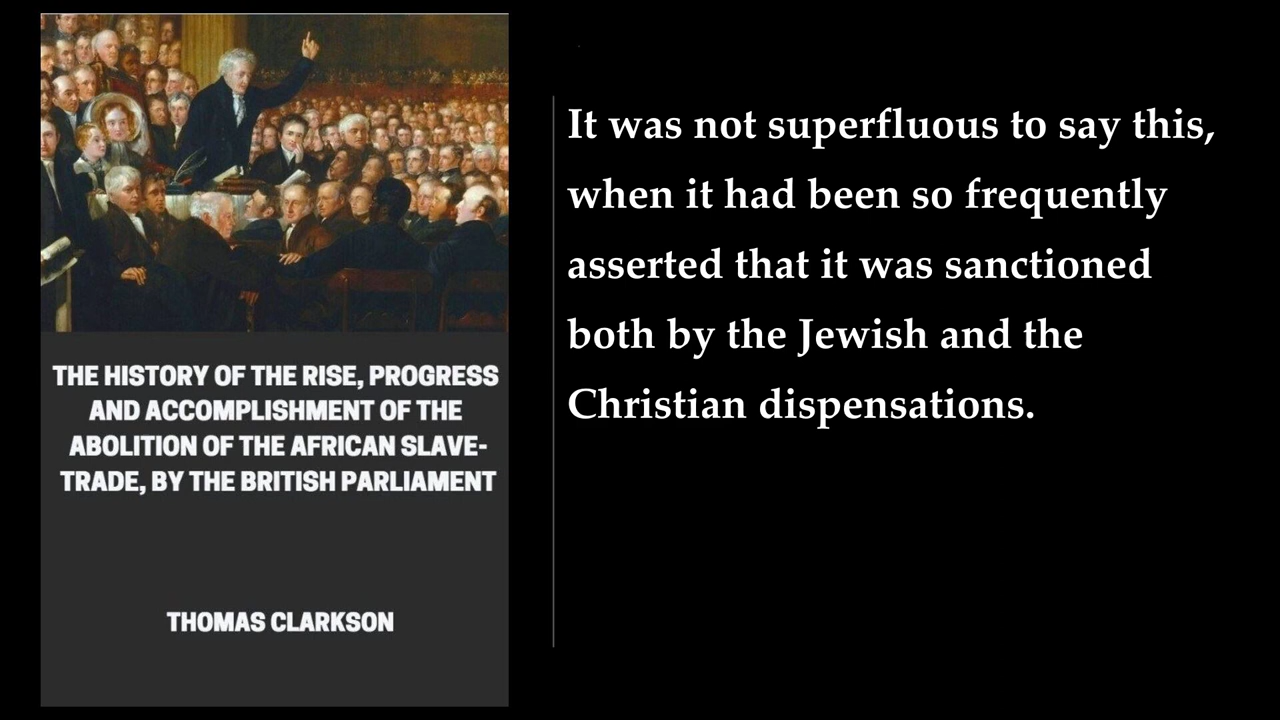 THE HISTORY OF THE RISE, PROGRESS
AND ACCOMPLISHMENT OF THE
ABOLITION OF THE AFRICAN SLAVE-
TRADE, BY THE BRITISH PARLIAMENT
THOMAS CLARKSON
It was not superfluous to say this,
when it had been so frequently
asserted that it was sanctioned
both by the Jewish and the
Christian dispensations.